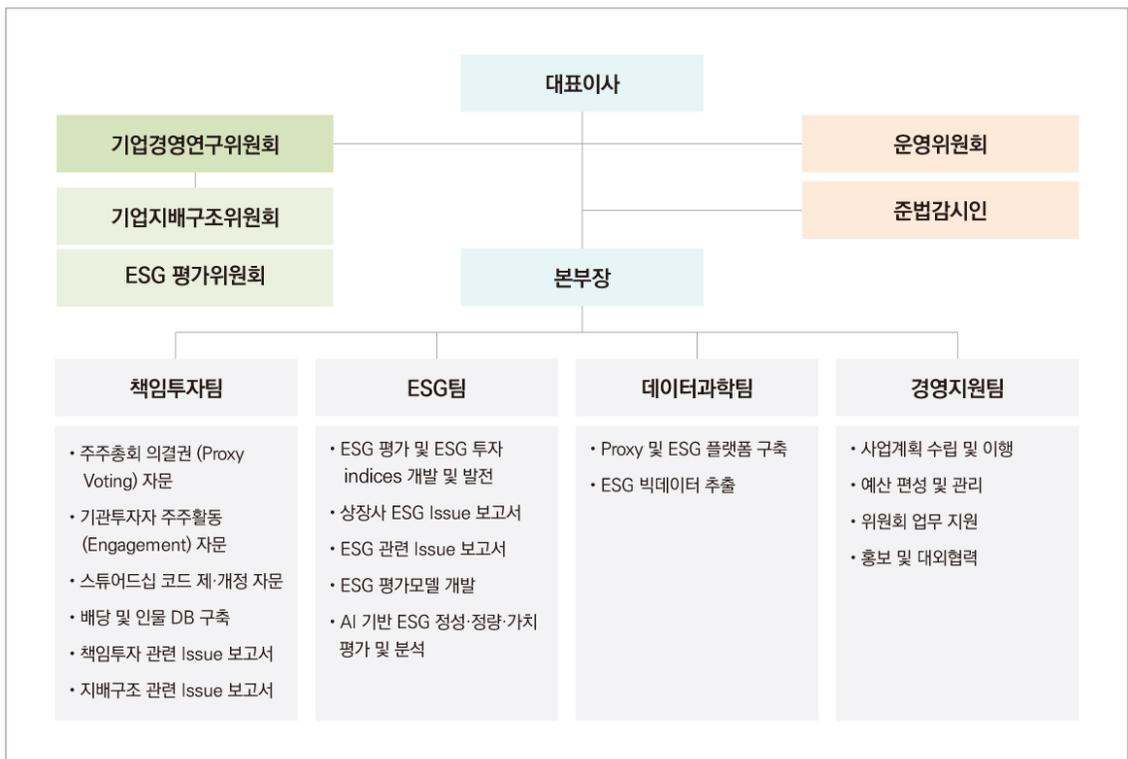 대표이사
기업경영연구위원회
운영위원회
기업지배구조위원회
준법감시인
ESG 평가위원회
본부장
책임투자팀
• 주주총회 의결권 (Proxy
Voting) 자문
• 기관투자자 주주활동
(Engagement) 자문
• 스튜어드십 코드 제·개정 자문
• 배당 및 인물 DB 구축
• 책임투자 관련 Issue 보고서
• 지배구조 관련 Issue 보고서
ESG팀
• ESG 평가 및 ESG 투자
indices 개발 및 발전
• 상장사 ESG Issue 보고서
• ESG 관련 Issue 보고서
• ESG 평가모델 개발
• AI 기반 ESG 정성·정량·가치
평가 및 분석
데이터과학팀
• Proxy 및 ESG 플랫폼 구축
• ESG 빅데이터 추출
경영지원팀
• 사업계획 수립 및 이행
• 예산 편성 및 관리
• 위원회 업무 지원
• 홍보 및 대외협력